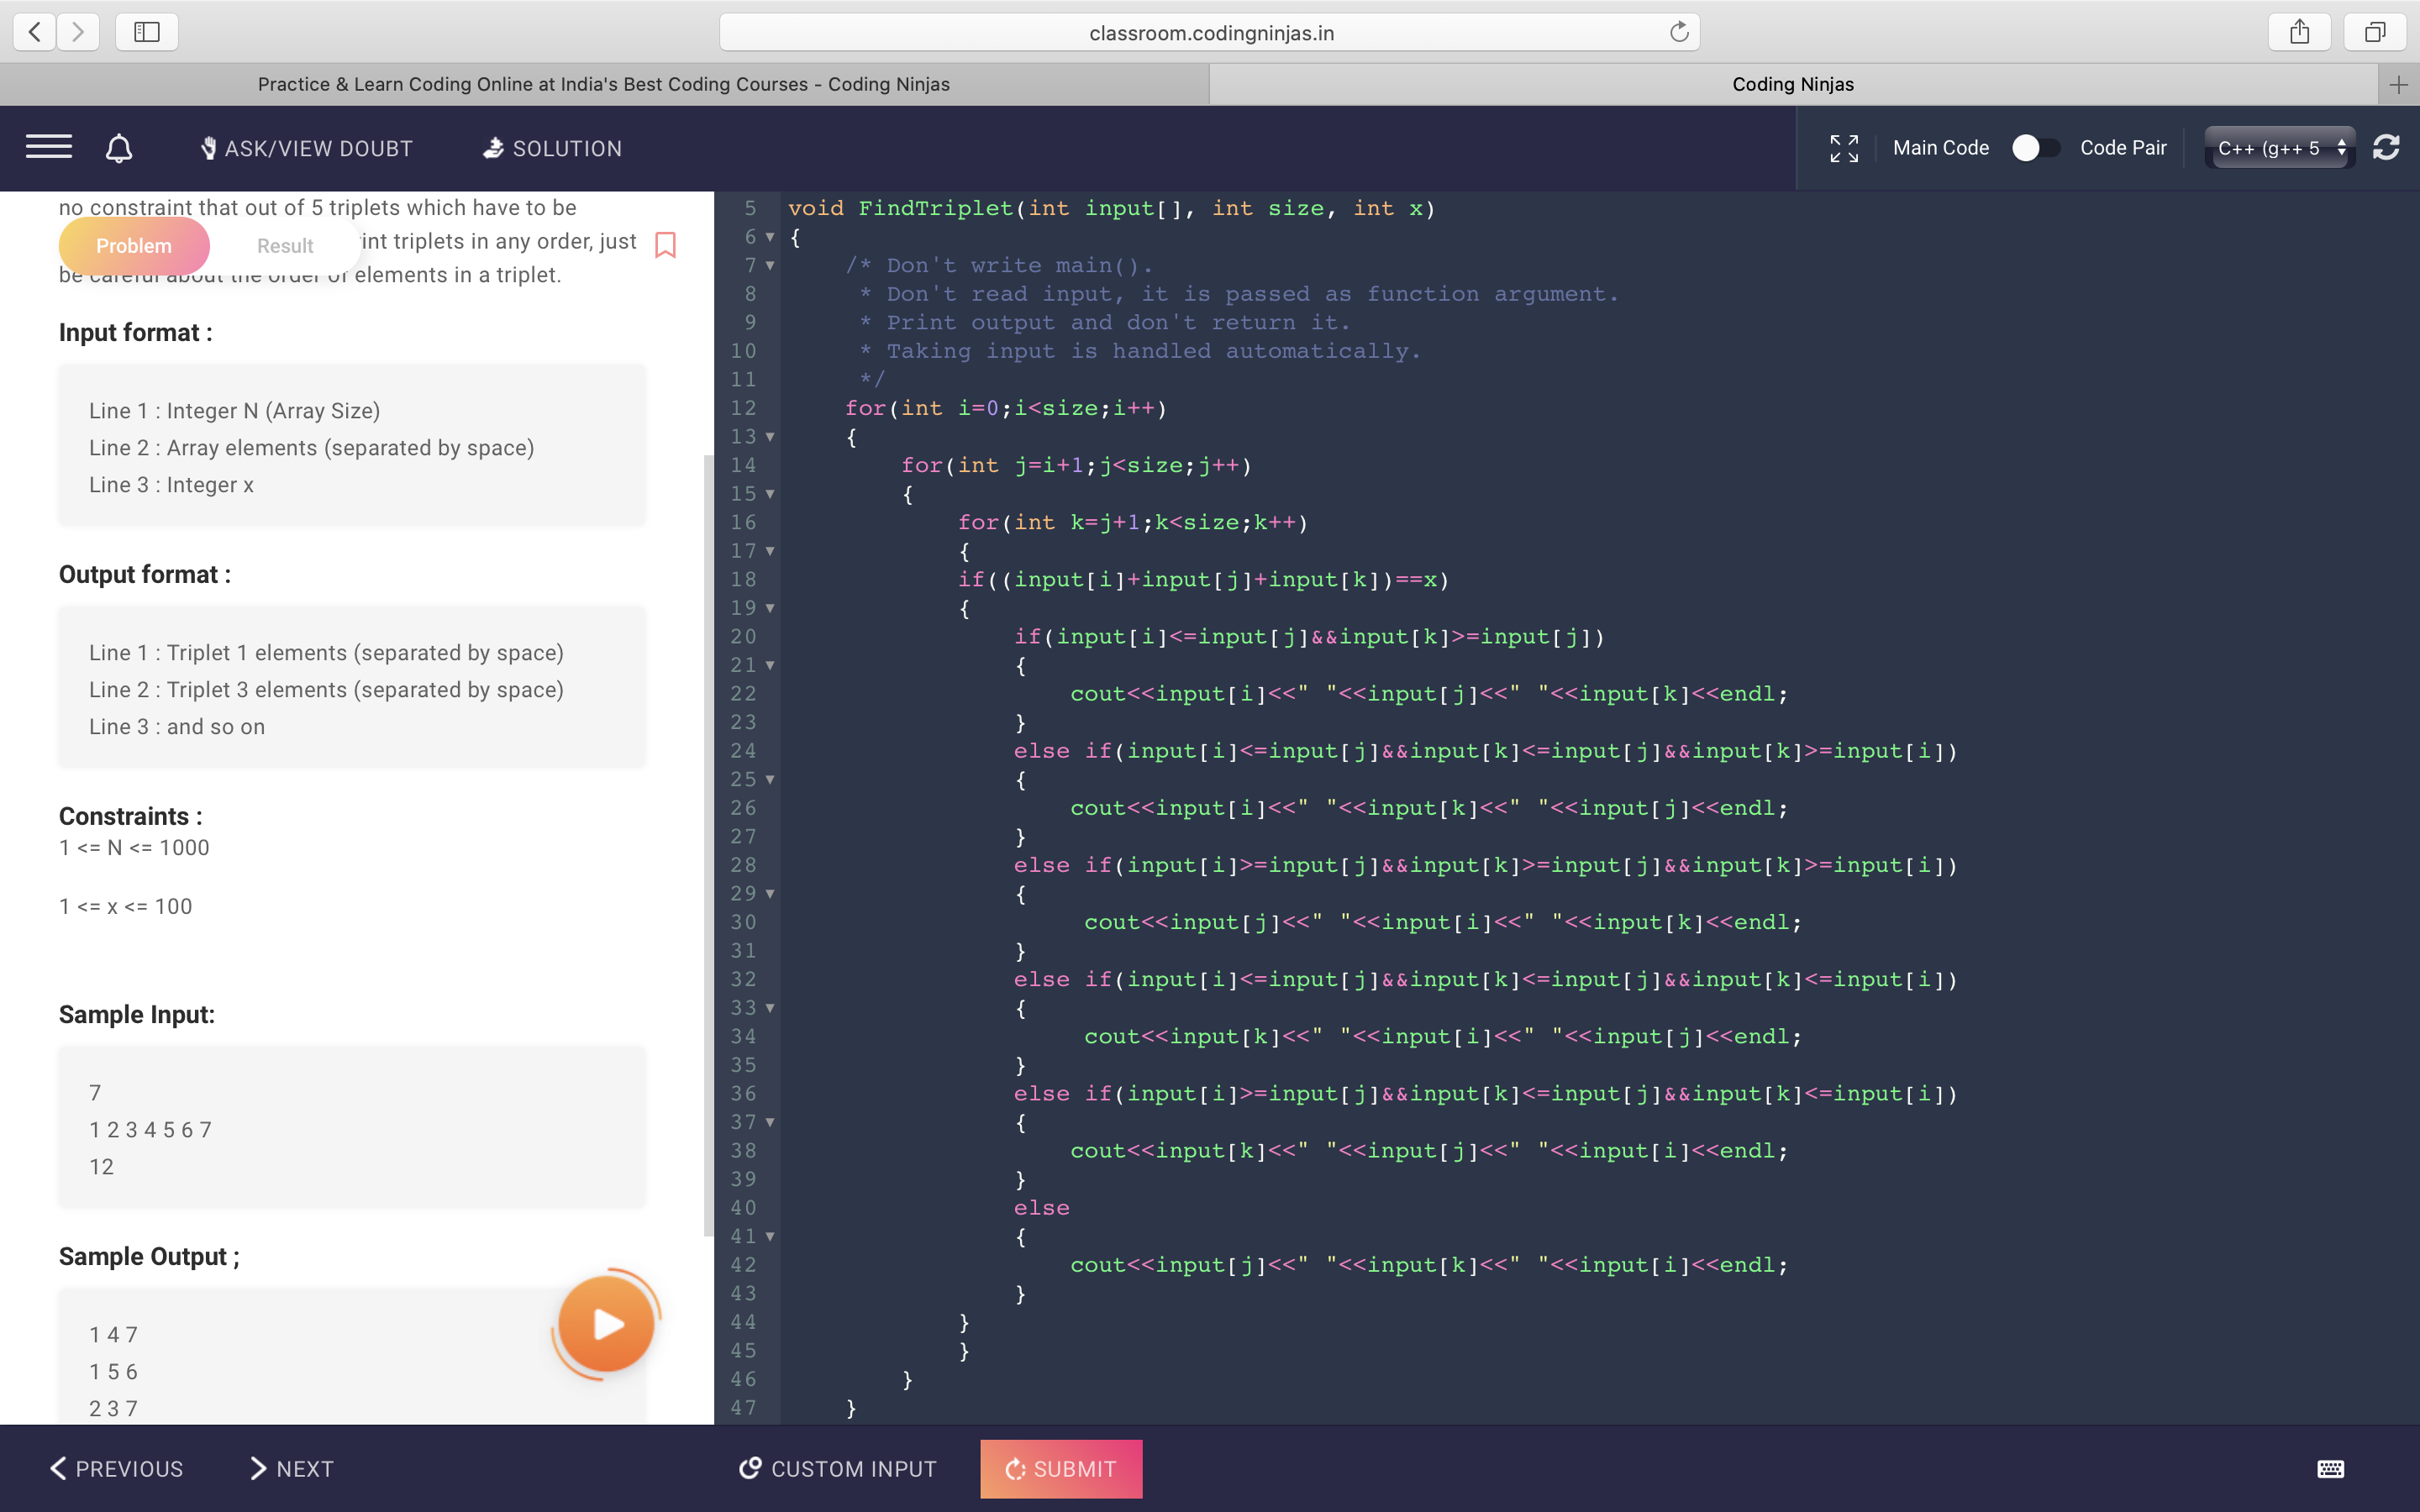 classroom.codingninjas.in
Practice & Learn Coding Online at India's Best Coding Courses - Coding Ninjas
Coding Ninjas
ASK/VIEW DOUBT
SOLUTION
Main Code
Code Pair
C++ (g++ 5
no constraint that out of 5 triplets which have to be
int triplets in any order, just
Problem
Result
be careful about the order of elements in a triplet.
Input format :
Line 1 : Integer N (Array Size)
Line 2 : Array elements (separated by space)
Line 3 : Integer x
Output format :
Line 1 : Triplet 1 elements (separated by space)
Line 2 : Triplet 3 elements (separated by space)
Line 3 : and so on
Constraints :
1 <= N <= 1000
1 <= x <= 100
Sample Input:
7
1 2 3 4 5 6 7
12
Sample Output ;
1 4 7
1 5 6
2 3 7
5 void FindTriplet(int input[], int size, int x)
6 {
7 /* Don't write main().
8 * Don't read input, it is passed as function argument.
9 * Print output and don't return it.
10 * Taking input is handled automatically.
11 */
12 for(int i=0;i<size;i++)
13 {
14 for(int j=i+1;j<size;j++)
15 {
16 for(int k=j+1;k<size;k++)
17 {
18 if((input[i]+input[j]+input[k])==x)
19 {
20 if(input[i]<=input[j]&&input[k]>=input[j])
21 {
22 cout<<input[i]<<" "<<input[j]<<" "<<input[k]<<endl;
23 }
24 else if(input[i]<=input[j]&&input[k]<=input[j]&&input[k]>=input[i])
25 {
26 cout<<input[i]<<" "<<input[k]<<" "<<input[j]<<endl;
27 }
28 else if(input[i]>=input[j]&&input[k]>=input[j]&&input[k]>=input[i])
29 {
30 cout<<input[j]<<" "<<input[i]<<" "<<input[k]<<endl;
31 }
32 else if(input[i]<=input[j]&&input[k]<=input[j]&&input[k]<=input[i])
33 {
34 cout<<input[k]<<" "<<input[i]<<" "<<input[j]<<endl;
35 }
36 else if(input[i]>=input[j]&&input[k]<=input[j]&&input[k]<=input[i])
37 {
38 cout<<input[k]<<" "<<input[j]<<" "<<input[i]<<endl;
39 }
40 else
41 {
42 cout<<input[j]<<" "<<input[k]<<" "<<input[i]<<endl;
43 }
44 }
45 }
46 }
47 }
PREVIOUS
NEXT
CUSTOM INPUT
SUBMIT